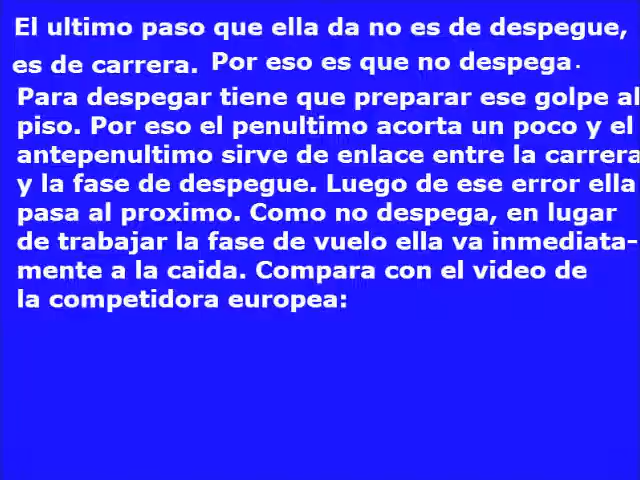 El ultimo paso que ella da no es de despegue,
es de carrera. Por eso es que no despega.
Para despegar tiene que preparar ese golpe al
piso. Por eso el penultimo acorta un poco y el
antepenultimo sirve de enlace entre la carrera
y la fase de despegue. Luego de ese error ella
pasa al proximo. Como no despega, en lugar
de trabajar la fase de vuelo ella va inmediata-
mente a la caida. Compara con el video de
la competidora europea: